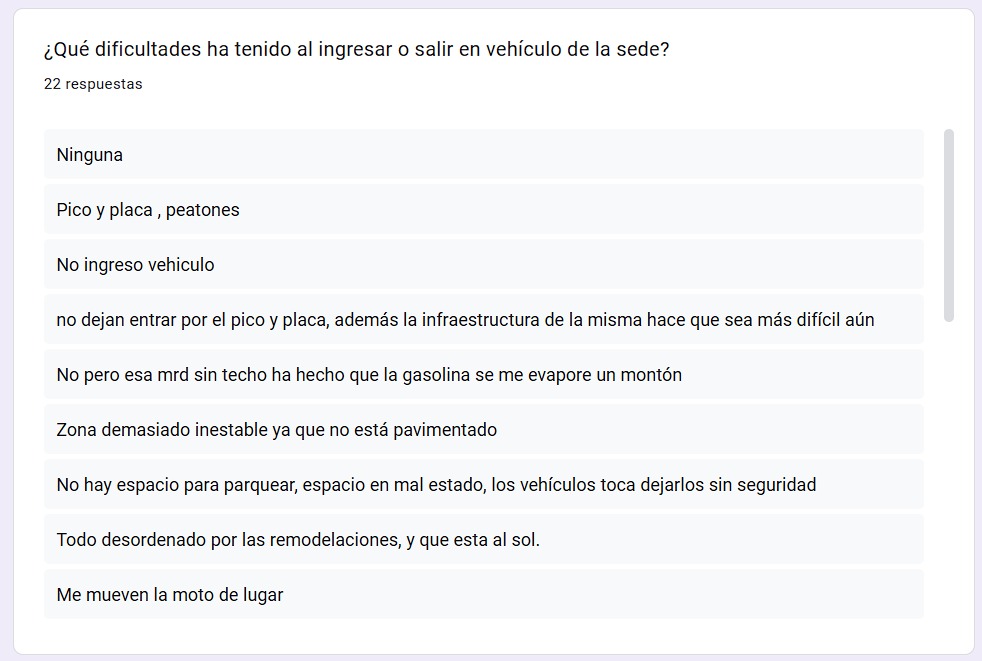 ¿Qué dificultades ha tenido al ingresar o salir en vehículo de la sede?
22 respuestas
Ninguna
Pico y placa , peatones
No ingreso vehiculo
no dejan entrar por el pico y placa, además la infraestructura de la misma hace que sea más difícil aún
No pero esa mrd sin techo ha hecho que la gasolina se me evapore un montón
Zona demasiado inestable ya que no está pavimentado
No hay espacio para parquear, espacio en mal estado, los vehículos toca dejarlos sin seguridad
Todo desordenado por las remodelaciones, y que esta al sol.
Me mueven la moto de lugar